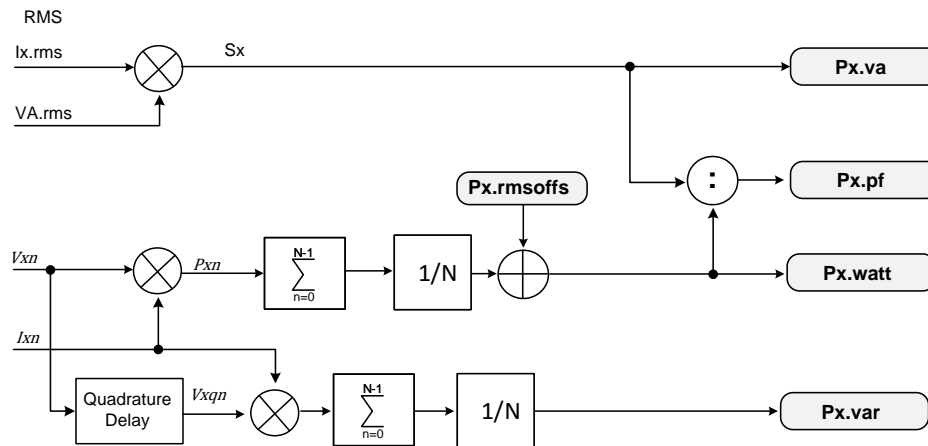 RMS
Ix.rms
Sx
Px.va
VA.rms
Px.rmsoffs
:
Px.pf
Vxn
Pxn
N-1
∑
n=0
1/N
Px.watt
Ixn
Quadrature
Delay
Vxqn
N-1
∑
n=0
1/N
Px.var